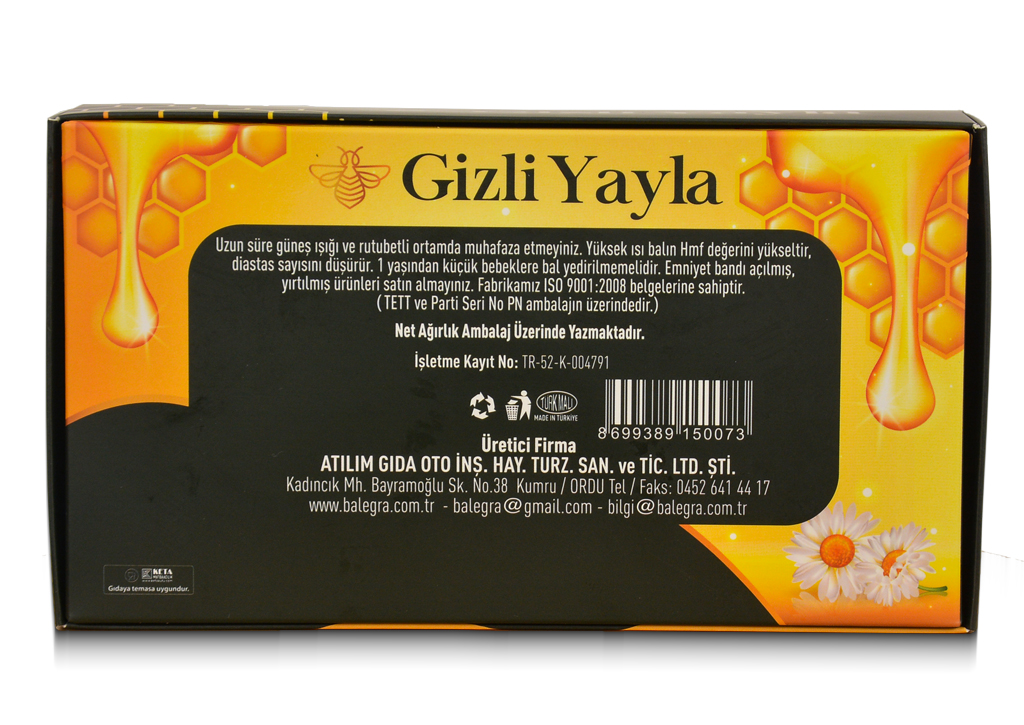 Gizli Yayla
Uzun süre güneş ışığı ve rutubetli ortamda muhafaza etmeyiniz. Yüksek ısı balın Hmf değerini yükseltir,
diastas sayısını düşürür. 1 yaşından küçük bebeklere bal yedirilmemelidir. Emniyet bandı açılmış,
yırtılmış ürünleri satın almayınız. Fabrikamız ISO 9001:2008 belgelerine sahiptir.
( TETT ve Parti Seri No PN ambalajın üzerindedir.)
Net Ağırlık Ambalaj Üzerinde Yazmaktadır.
İşletme Kayıt No: TR-52-K-004791
TÜRK MALI
MADE IN TÜRKİYE
8 699389 150073
Üretici Firma
ATILIM GIDA OTO İNŞ. HAY. TURZ. SAN. ve TİC. LTD. ŞTİ.
Kadıncık Mh. Bayramoğlu Sk. No.38 Kumru / ORDU Tel / Faks: 0452 641 44 17
www.balegra.com.tr - balegra@gmail.com - bilgi@balegra.com.tr
KETA
Gıdaya temasa uygundur.